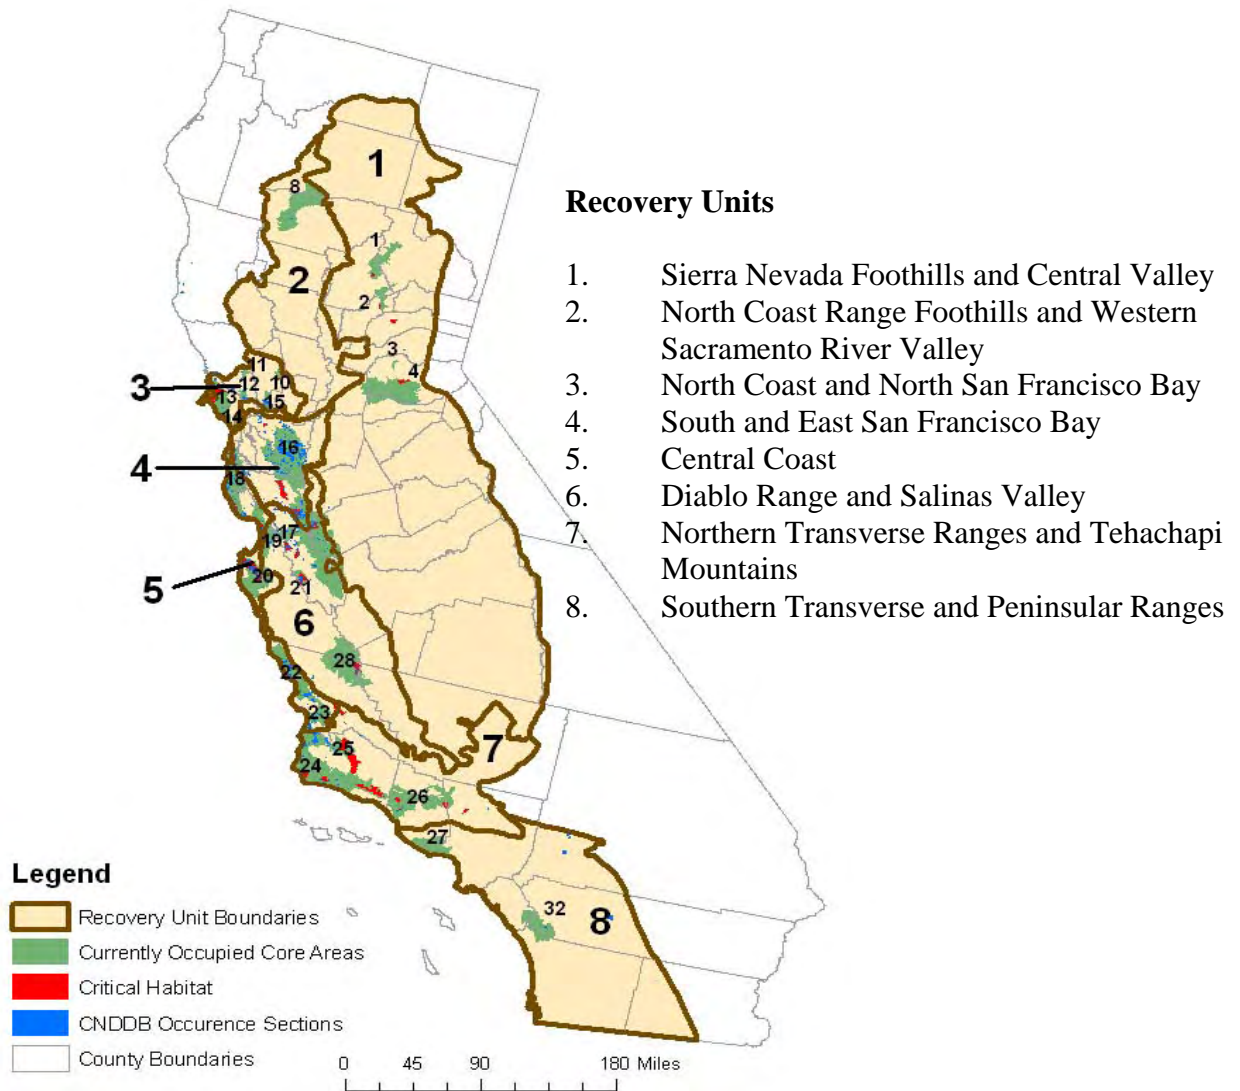 1
8
Recovery Units
1
2
1. Sierra Nevada Foothills and Central Valley
2. North Coast Range Foothills and Western
Sacramento River Valley
3. North Coast and North San Francisco Bay
4. South and East San Francisco Bay
5. Central Coast
6. Diablo Range and Salinas Valley
7. Northern Transverse Ranges and Tehachapi
Mountains
8. Southern Transverse and Peninsular Ranges
2
3
11
4
3
12
10
13
15
14
16
4
18
17
19
5
20
21
6
28
22
23
7
25
24
26
27
32
8
Legend
Recovery Unit Boundaries
Currently Occupied Core Areas
Critical Habitat
CNDDB Occurence Sections
County Boundaries
0 45 90 180 Miles